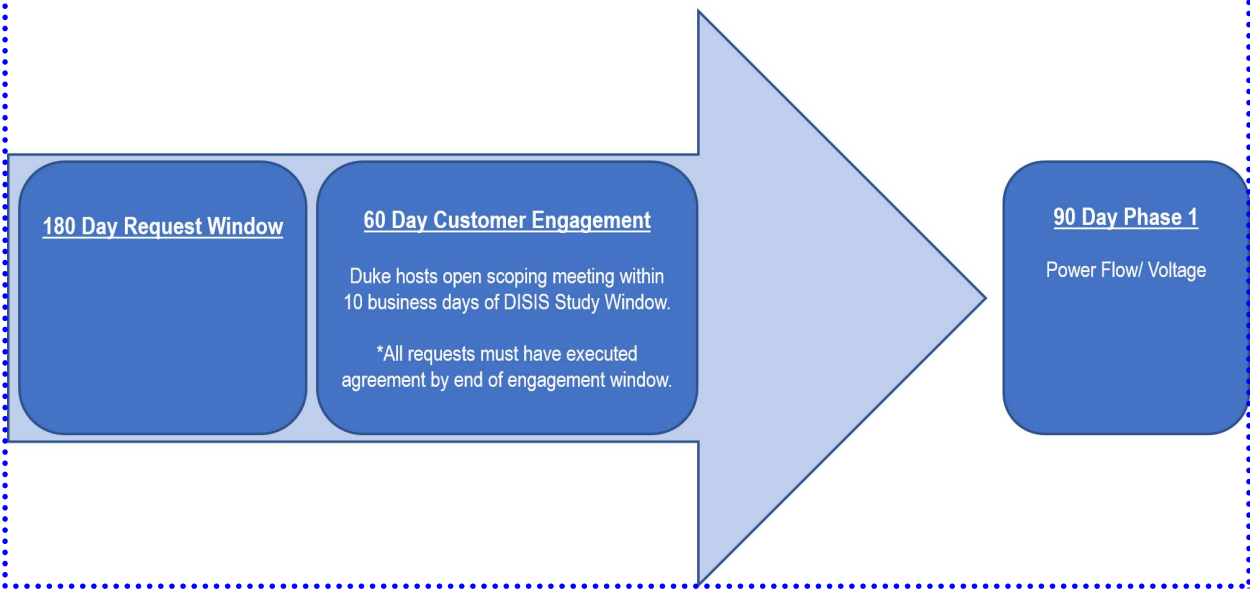 180 Day Request Window
60 Day Customer Engagement
Duke hosts open scoping meeting within
10 business days of DISIS Study Window.
*All requests must have executed
agreement by end of engagement window.
90 Day Phase 1
Power Flow/ Voltage